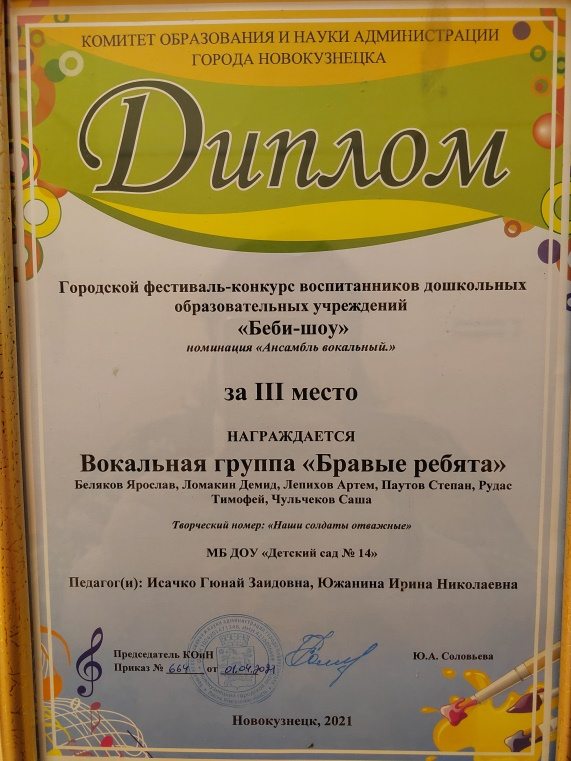 КОМИТЕТ ОБРАЗОВАНИЯ И НАУКИ АДМИНИСТРАЦИИ
ГОРОДА НОВОКУЗНЕЦКА
Диплом
Городской фестиваль-конкурс воспитанников дошкольных
образовательных учреждений
«Беби-шоу»
номинация «Ансамбль вокальный.»
за III место
НАГРАЖДАЕТСЯ
Вокальная группа «Бравые ребята»
Беляков Ярослав, Ломакин Демид, Лепихов Артем, Паутов Степан, Рудас
Тимофей, Чульчеков Саша
Творческий номер: «Наши солдаты отважные»
МБ ДОУ «Детский сад № 14»
Педагог(и): Исачко Гюнай Заидовна, Южанина Ирина Николаевна
Председатель КОиН Ю.А. Соловьева
Приказ № 664 от 01.04.2021
Новокузнецк, 2021